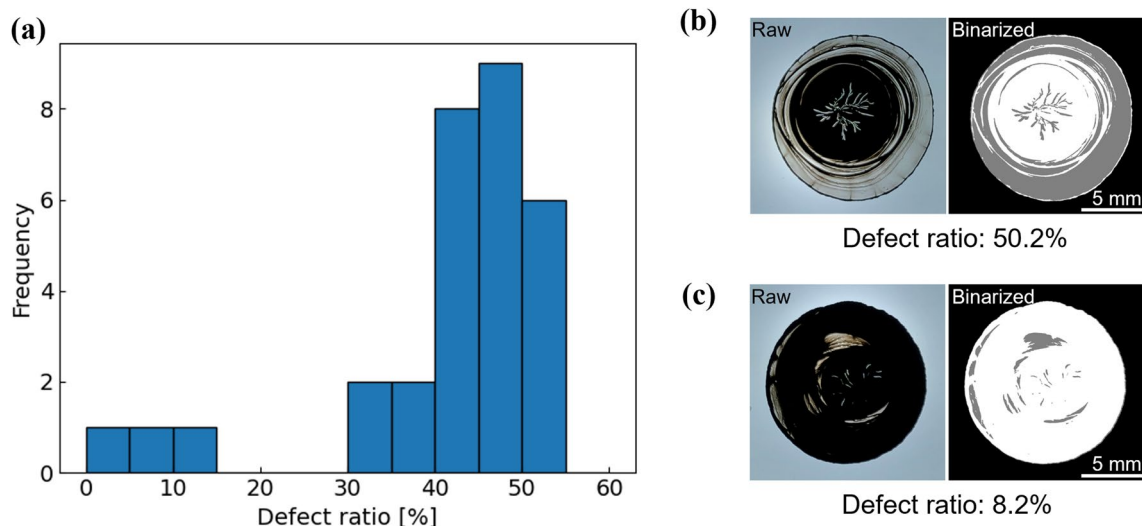 (a)
Frequency
8
6
4
2
0
0 10 20 30 40 50 60
Defect ratio [%]
(b)
Raw
Binarized
5 mm
Defect ratio: 50.2%
(c)
Raw
Binarized
5 mm
Defect ratio: 8.2%